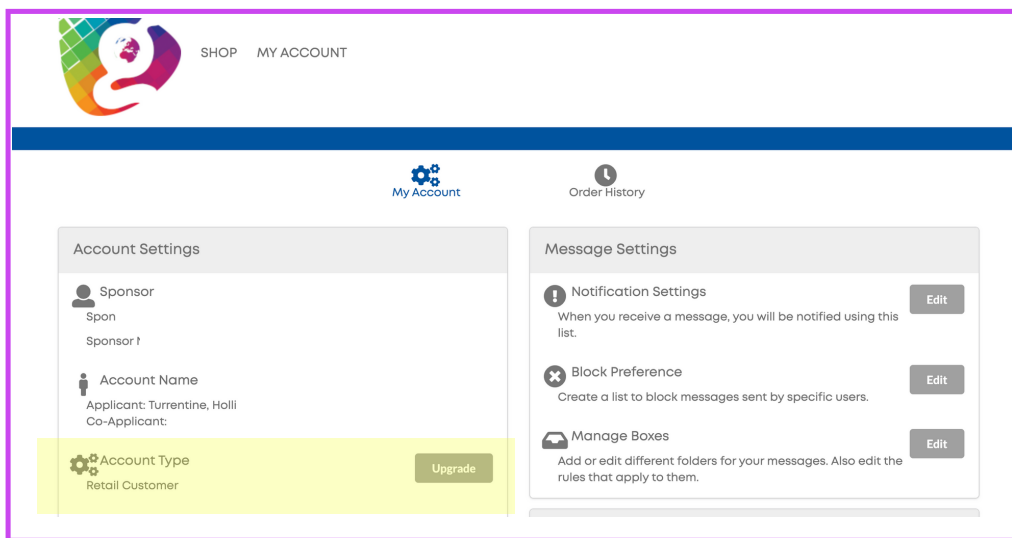 SHOP MY ACCOUNT
My Account
Order History
Account Settings
Sponsor
Spon
Sponsor
Account Name
Applicant: Turrentine, Holli
Co-Applicant:
Account Type
Upgrade
Retail Customer
Message Settings
Notification Settings
Edit
When you receive a message, you will be notified using this
list.
Block Preference
Edit
Create a list to block messages sent by specific users.
Manage Boxes
Edit
Add or edit different folders for your messages. Also edit the
rules that apply to them.